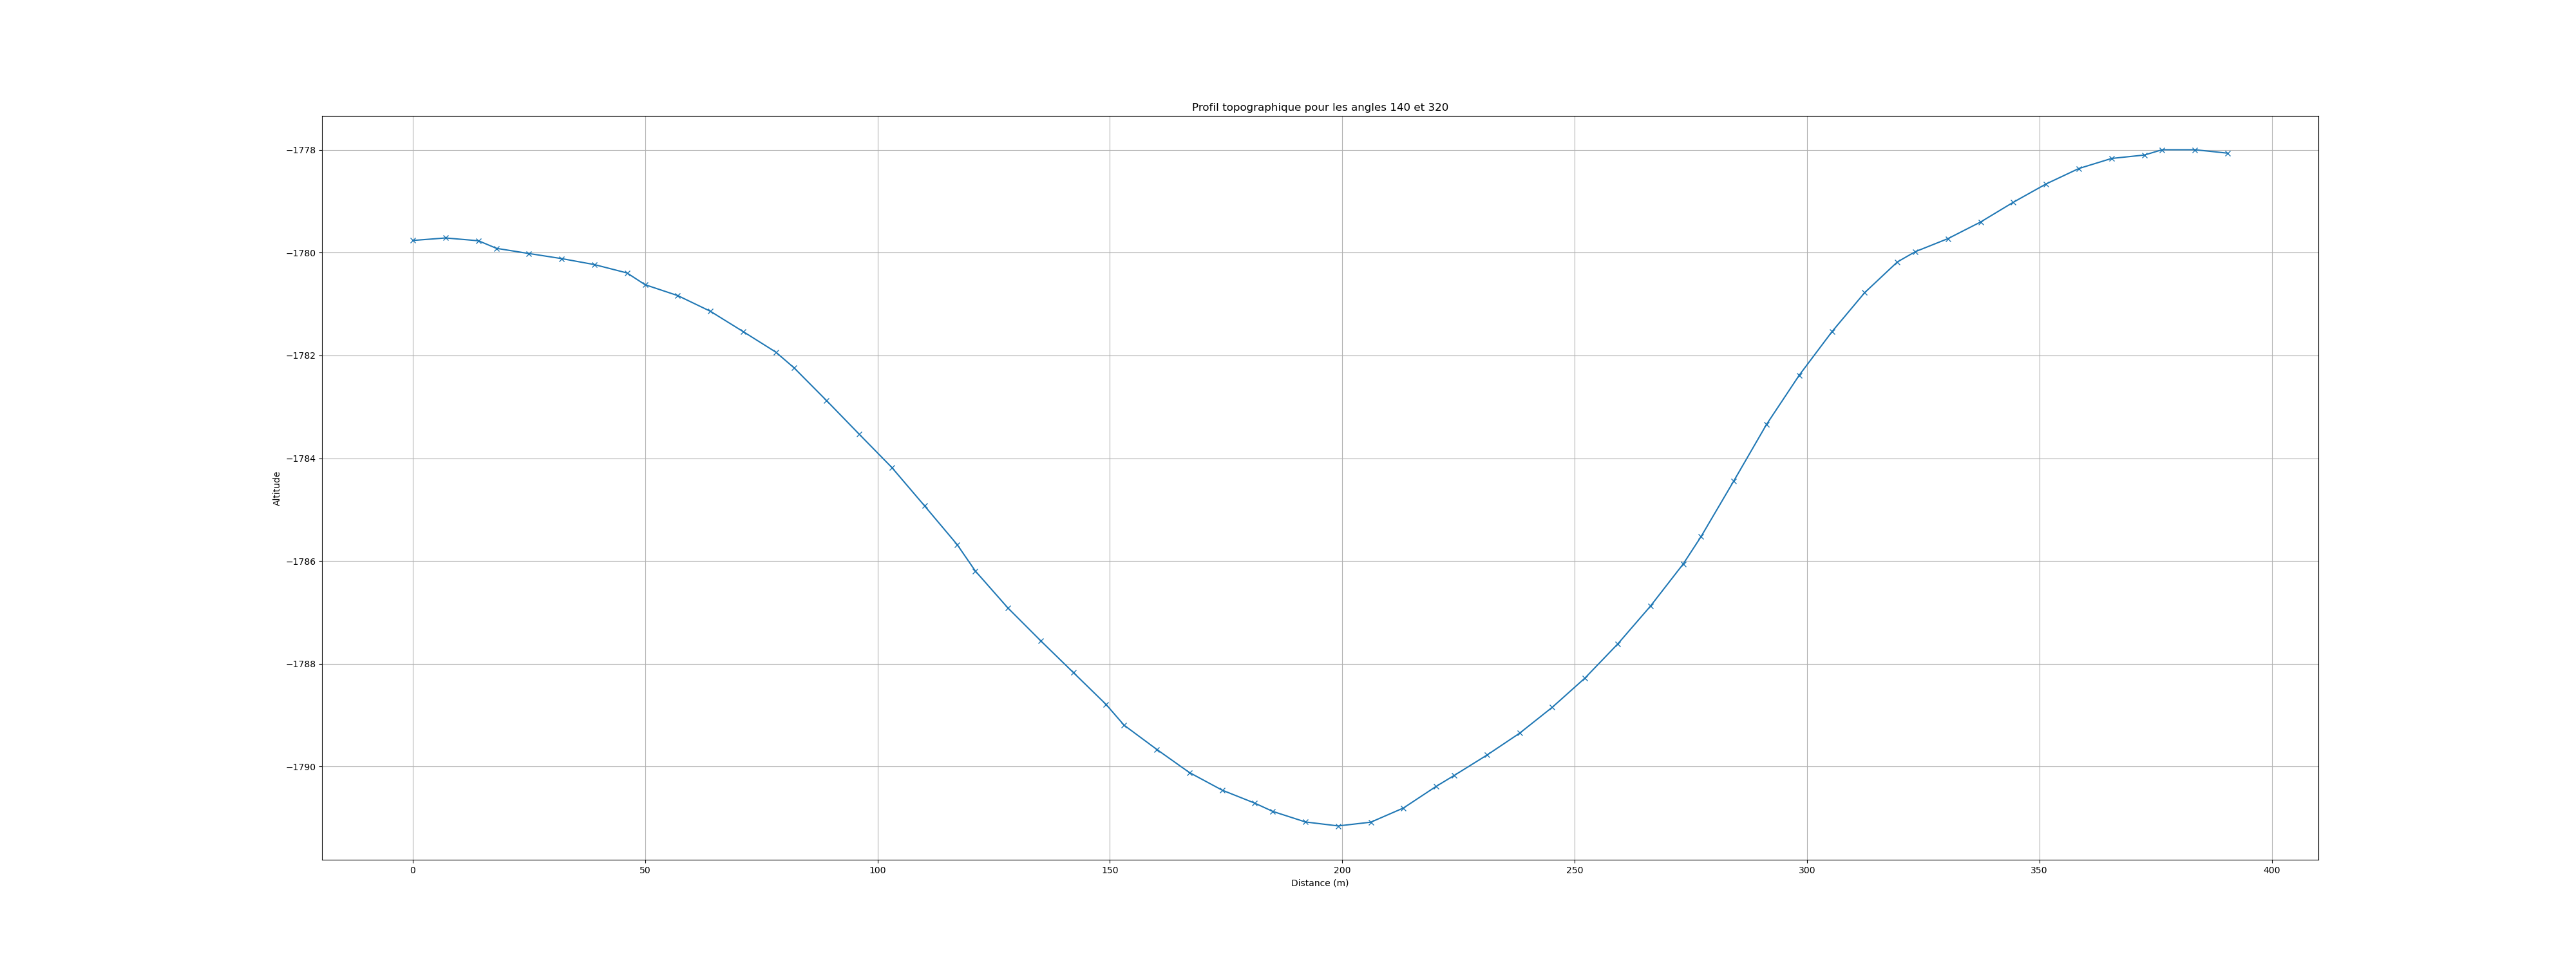 Profil topographique pour les angles 140 et 320
−1778
−1780
−1782
−1784
−1786
−1788
−1790
Altitude
0 50 100 150 200 250 300 350 400
Distance (m)